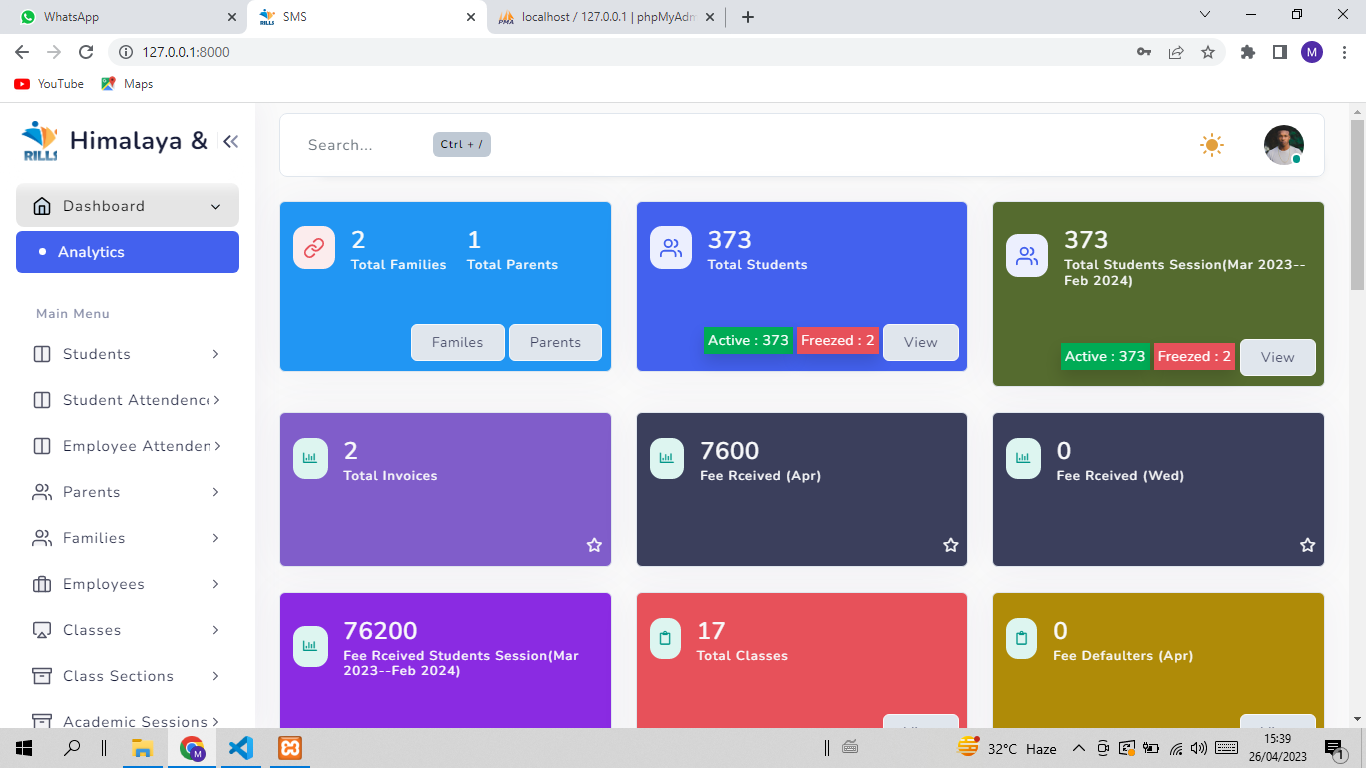 WhatsApp
SMS
localhost / 127.0.0.1 | phpMyAdm
127.0.0.1:8000
M
YouTube
Maps
RILLS
Himalaya &
Search...
Ctrl + /
Dashboard
Analytics
Main Menu
Students
Student Attendence
Employee Attenden
Parents
Families
Employees
Classes
Class Sections
Academic Sessions
2
Total Families
1
Total Parents
Familes
Parents
373
Total Students
Active : 373
Freezed : 2
View
373
Total Students Session(Mar 2023--
Feb 2024)
Active : 373
Freezed : 2
View
2
Total Invoices
7600
Fee Rceived (Apr)
0
Fee Rceived (Wed)
76200
Fee Rceived Students Session(Mar
2023--Feb 2024)
17
Total Classes
0
Fee Defaulters (Apr)
32°C Haze
15:39
26/04/2023
1